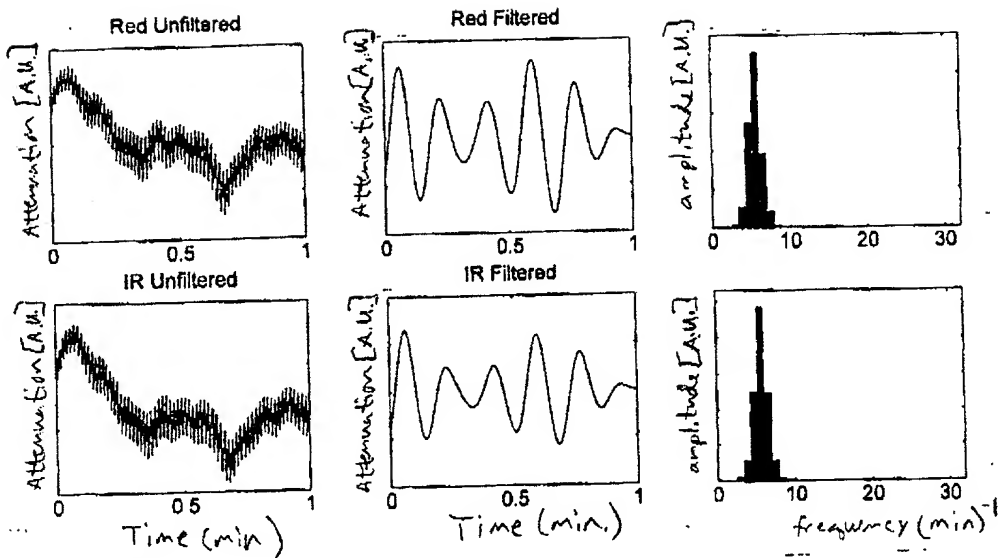 Red Unfiltered
Attenuation [A.U.]
0 0.5 1
Red Filtered
Attenuation [A.U.]
0 0.5 1
amplitude [A.U.]
0 10 20 30
IR Unfiltered
Attenuation [A.U.]
0 0.5 1
Time (min)
IR Filtered
Attenuation [A.U.]
0 0.5 1
Time (min.)
amplitude [A.U.]
0 10 20 30
frequency (min)-1